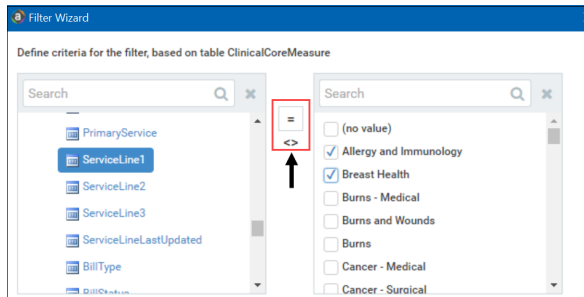 Filter Wizard
Define criteria for the filter, based on table ClinicalCoreMeasure
Search
PrimaryService
ServiceLine1
ServiceLine2
ServiceLine3
ServiceLineLastUpdated
BillType
BillStatus
=
<>
Search
(no value)
Allergy and Immunology
Breast Health
Burns - Medical
Burns and Wounds
Burns
Cancer - Medical
Cancer - Surgical